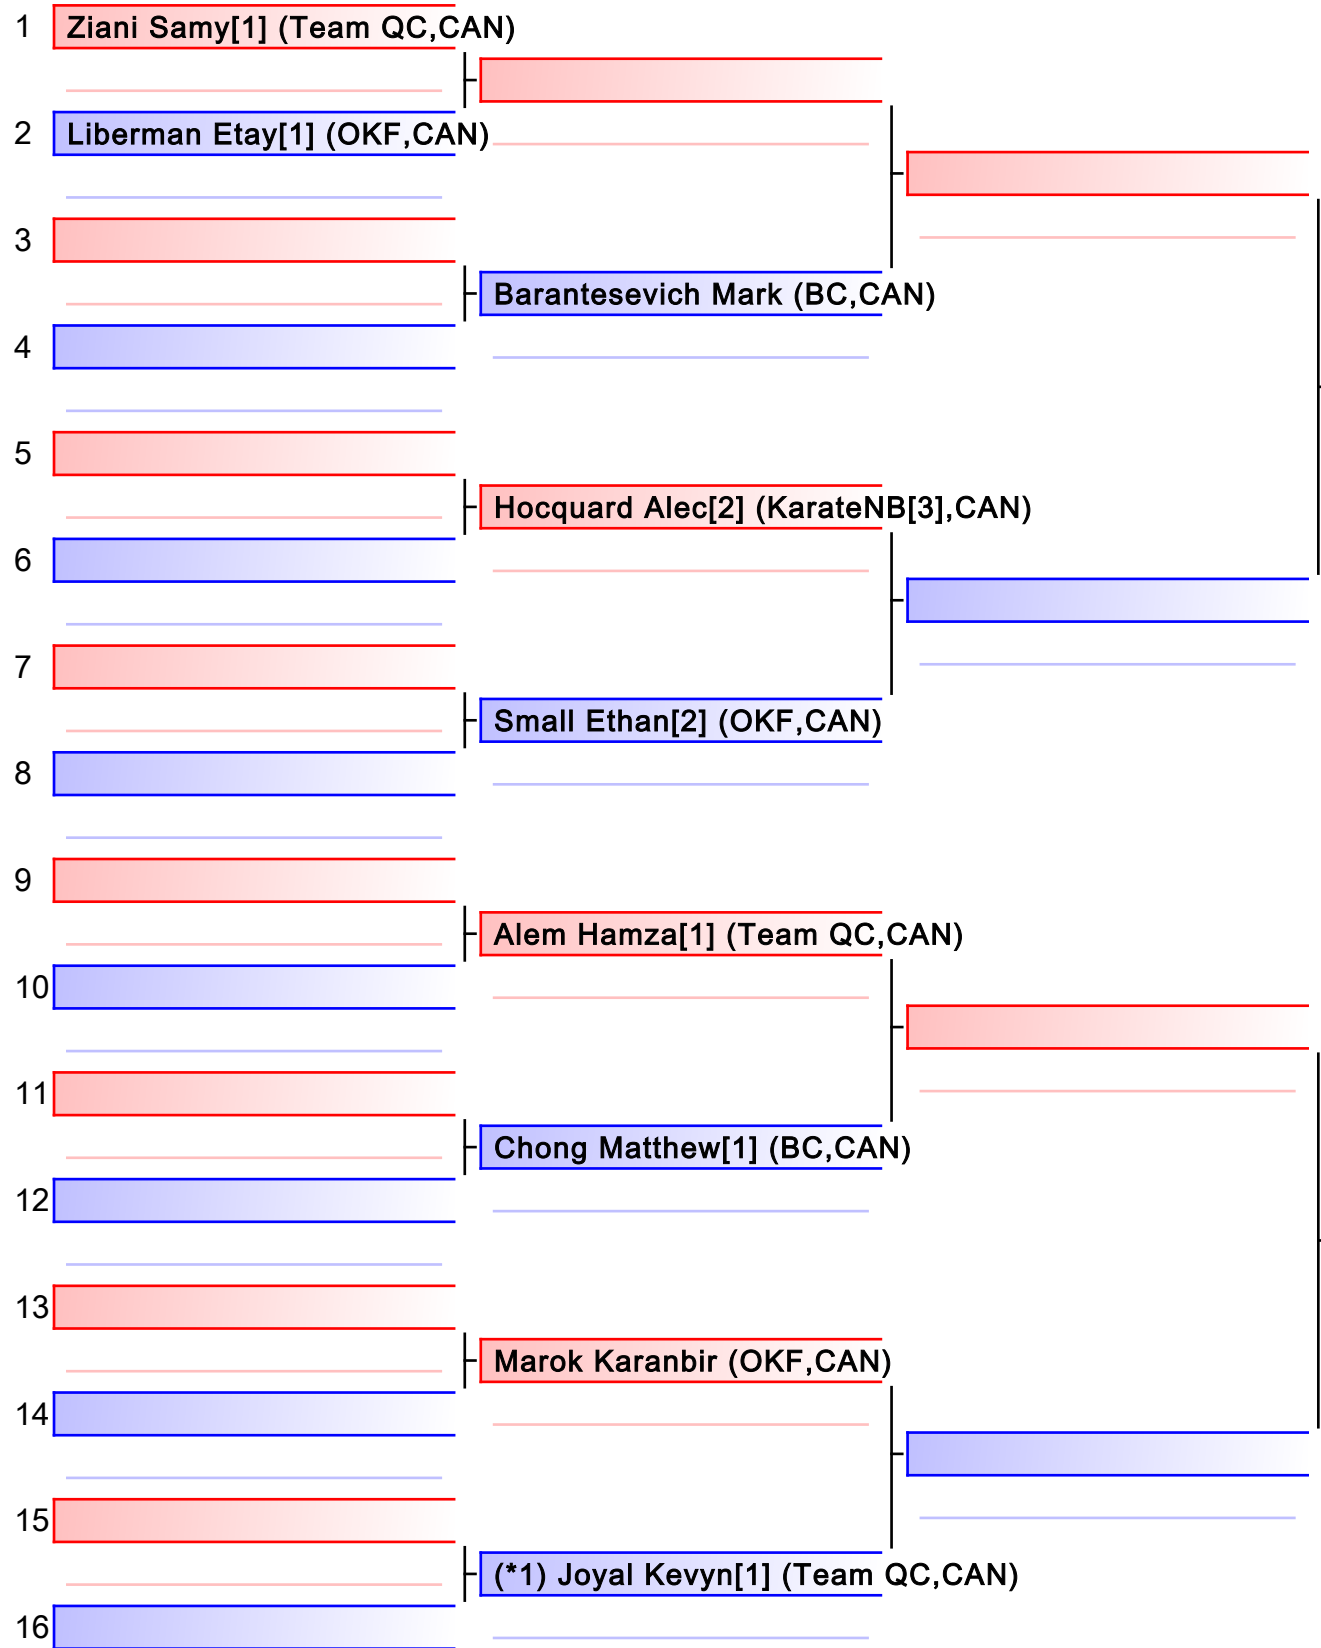 1 Ziani Samy[1] (Team QC,CAN)
2 Liberman Etay[1] (OKF,CAN)
3
Barantesevich Mark (BC,CAN)
4
5
Hocquard Alec[2] (KarateNB[3],CAN)
6
7
Small Ethan[2] (OKF,CAN)
8
9
Alem Hamza[1] (Team QC,CAN)
10
11
Chong Matthew[1] (BC,CAN)
12
13
Marok Karanbir (OKF,CAN)
14
15
(*1) Joyal Kevyn[1] (Team QC,CAN)
16